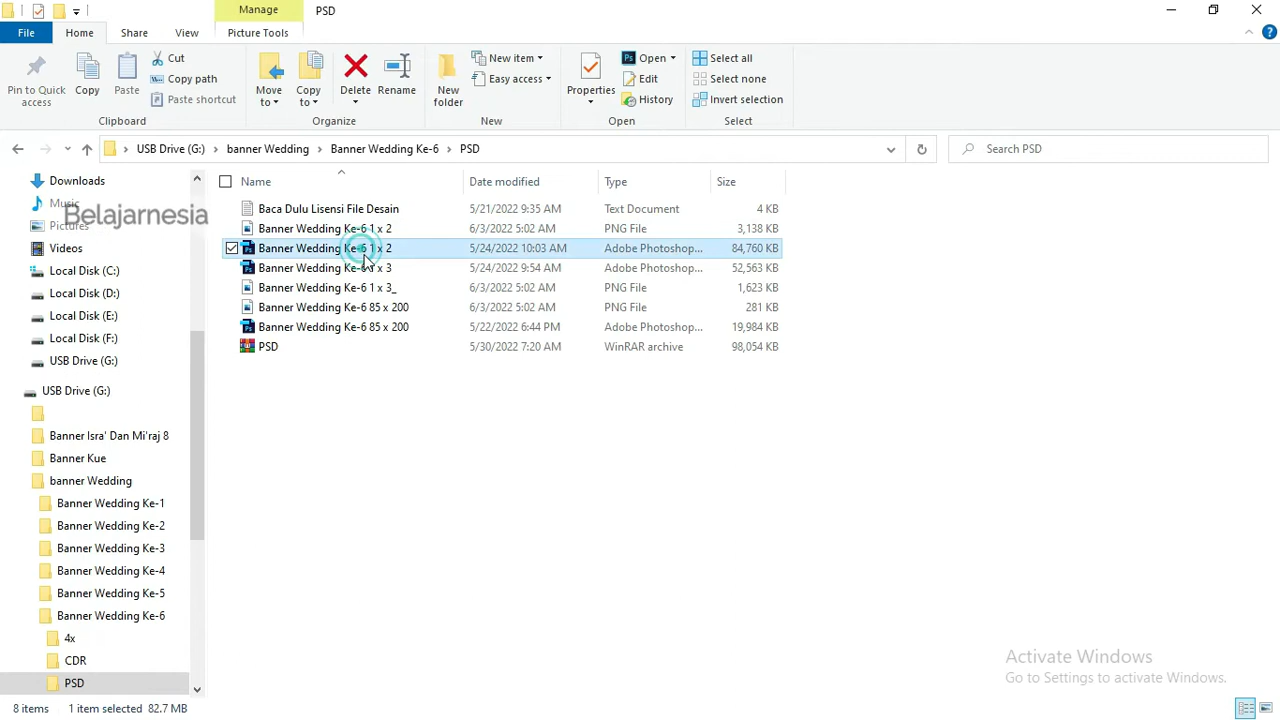 Manage PSD
File Home Share View Picture Tools
Pin to Quick access
Copy
Paste
Cut
Copy path
Paste shortcut
Clipboard
Move to
Copy to
Delete
Rename
Organize
New folder
New item
Easy access
New
Properties
Open
Edit
History
Open
Select all
Select none
Invert selection
Select
USB Drive (G:) > banner Wedding > Banner Wedding Ke-6 > PSD
Search PSD
Downloads
Music
Pictures
Videos
Local Disk (C:)
Local Disk (D:)
Local Disk (E:)
Local Disk (F:)
USB Drive (G:)
USB Drive (G:)
Banner Isra' Dan Mi'raj 8
Banner Kue
banner Wedding
Banner Wedding Ke-1
Banner Wedding Ke-2
Banner Wedding Ke-3
Banner Wedding Ke-4
Banner Wedding Ke-5
Banner Wedding Ke-6
4x
CDR
PSD
Belajarnesia
Name Date modified Type Size
Baca Dulu Lisensi File Desain 5/21/2022 9:35 AM Text Document 4 KB
Banner Wedding Ke-6 1 x 2 6/3/2022 5:02 AM PNG File 3,138 KB
Banner Wedding Ke-6 1 x 2 5/24/2022 10:03 AM Adobe Photoshop... 84,760 KB
Banner Wedding Ke-6 1 x 3 5/24/2022 9:54 AM Adobe Photoshop... 52,563 KB
Banner Wedding Ke-6 1 x 3_ 6/3/2022 5:02 AM PNG File 1,623 KB
Banner Wedding Ke-6 85 x 200 6/3/2022 5:02 AM PNG File 281 KB
Banner Wedding Ke-6 85 x 200 5/22/2022 6:44 PM Adobe Photoshop... 19,984 KB
PSD 5/30/2022 7:20 AM WinRAR archive 98,054 KB
Activate Windows
Go to Settings to activate Windows.
8 items 1 item selected 82.7 MB